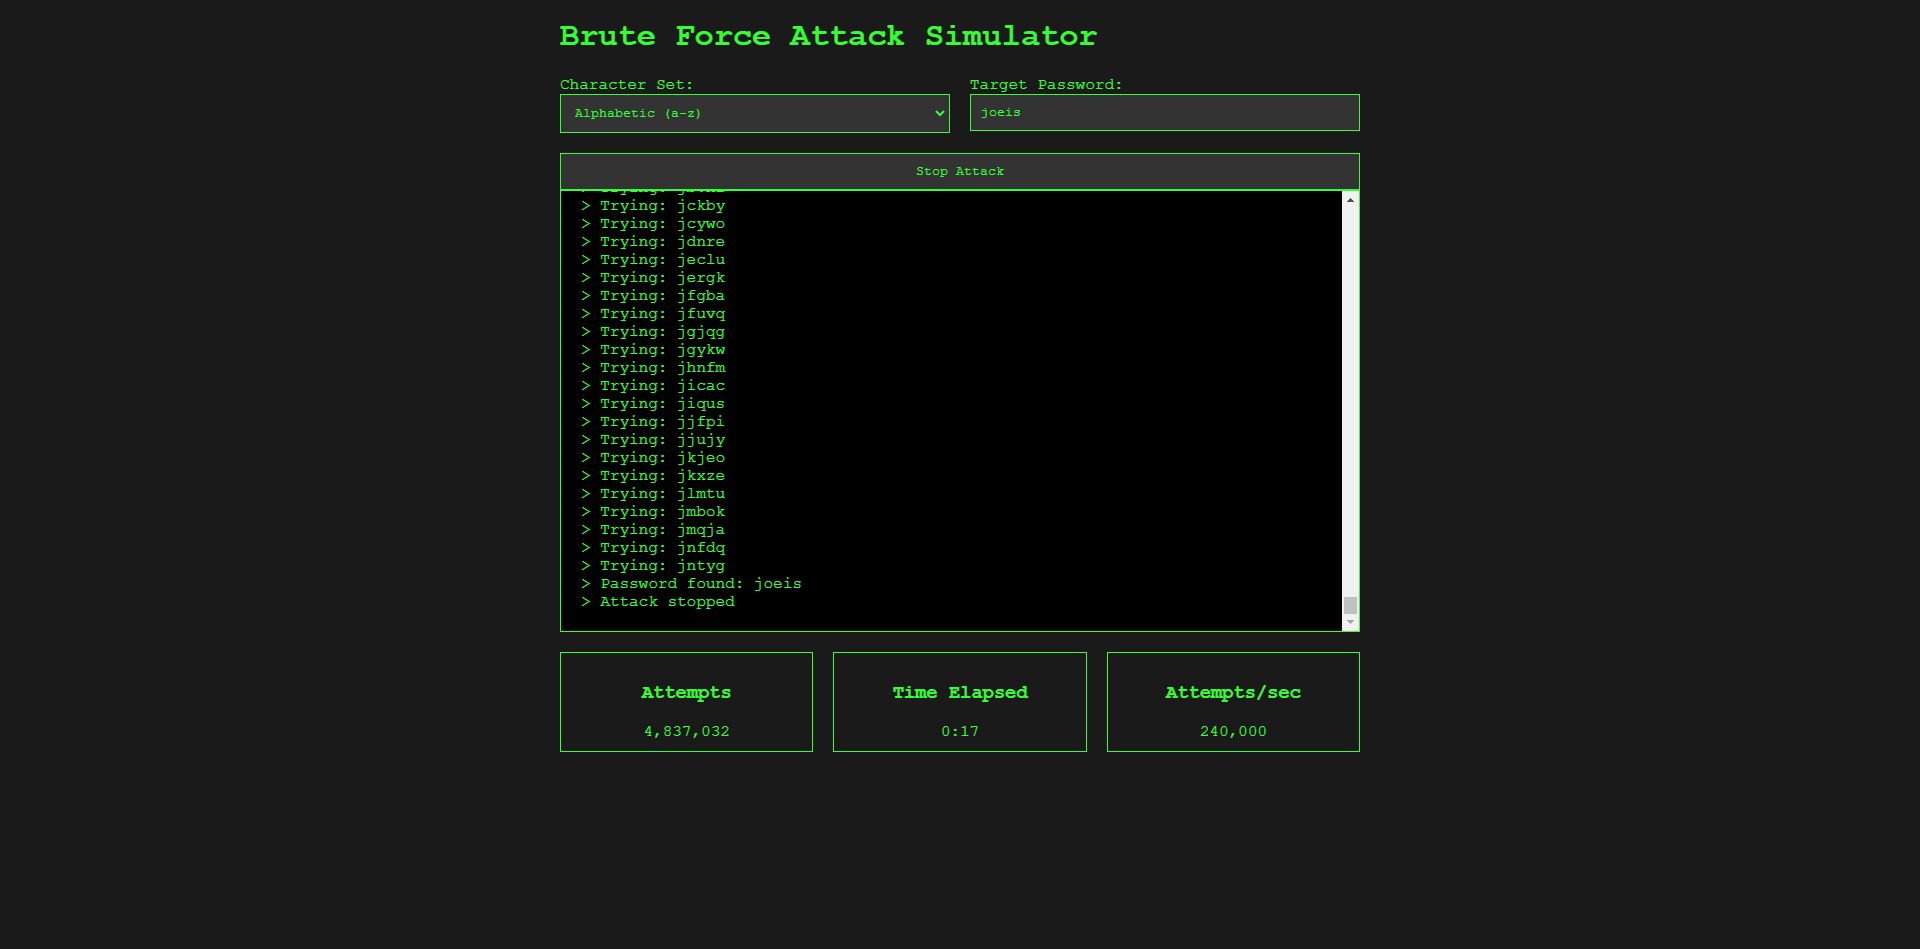 Brute Force Attack Simulator
Character Set:
Target Password:
Alphabetic (a-z)
joeis
Stop Attack
> Trying: jckby
> Trying: jcywo
> Trying: jdnre
> Trying: jeclu
> Trying: jergk
> Trying: jfgba
> Trying: jfuvq
> Trying: jgjqg
> Trying: jgykw
> Trying: jhnfm
> Trying: jicac
> Trying: jiqus
> Trying: jjfpi
> Trying: jjujy
> Trying: jkjeo
> Trying: jkxze
> Trying: jlmtu
> Trying: jmbok
> Trying: jmqja
> Trying: jnfdq
> Trying: jntyg
> Password found: joeis
> Attack stopped
Attempts
4,837,032
Time Elapsed
0:17
Attempts/sec
240,000